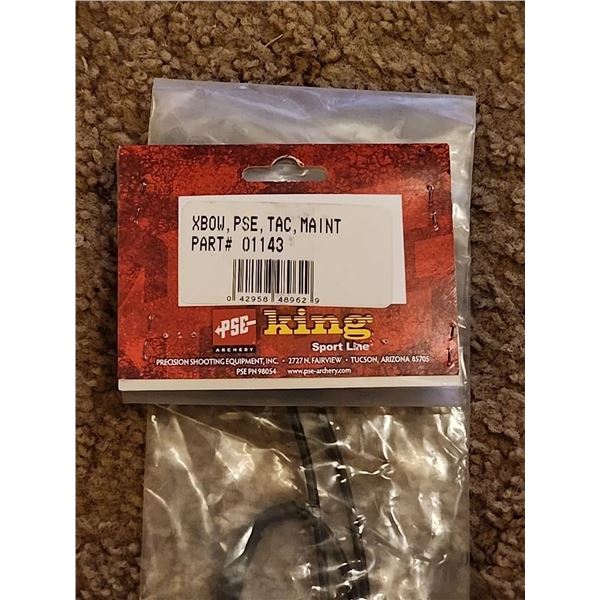 XBOW,PSE,TAC,MAINT
PART# 01143
0 42958 48962 9
PSE king
ARCHERY Sport Line
PRECISION SHOOTING EQUIPMENT, INC. • 2727 N. FAIRVIEW • TUCSON, ARIZONA 85705
PSE PN 98054 www.pse-archery.com